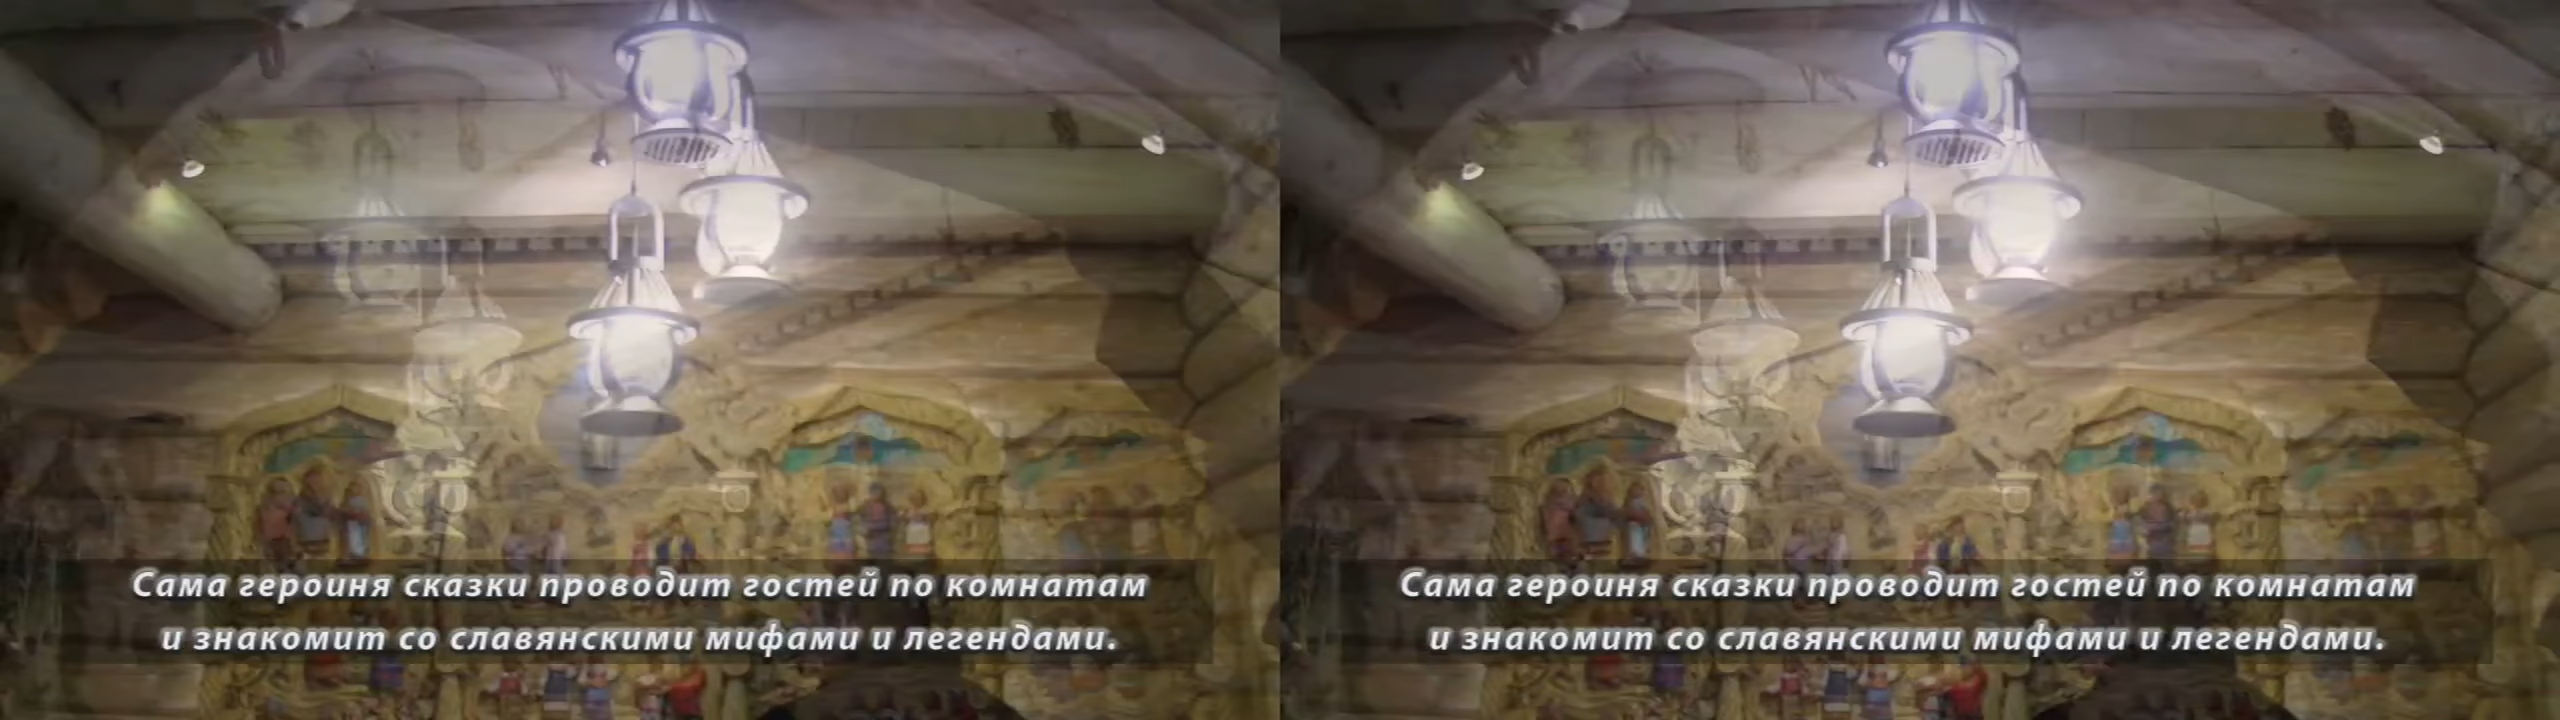 Сама героиня сказки проводит гостей по комнатам
и знакомит со славянскими мифами и легендами.
Сама героиня сказки проводит гостей по комнатам
и знакомит со славянскими мифами и легендами.